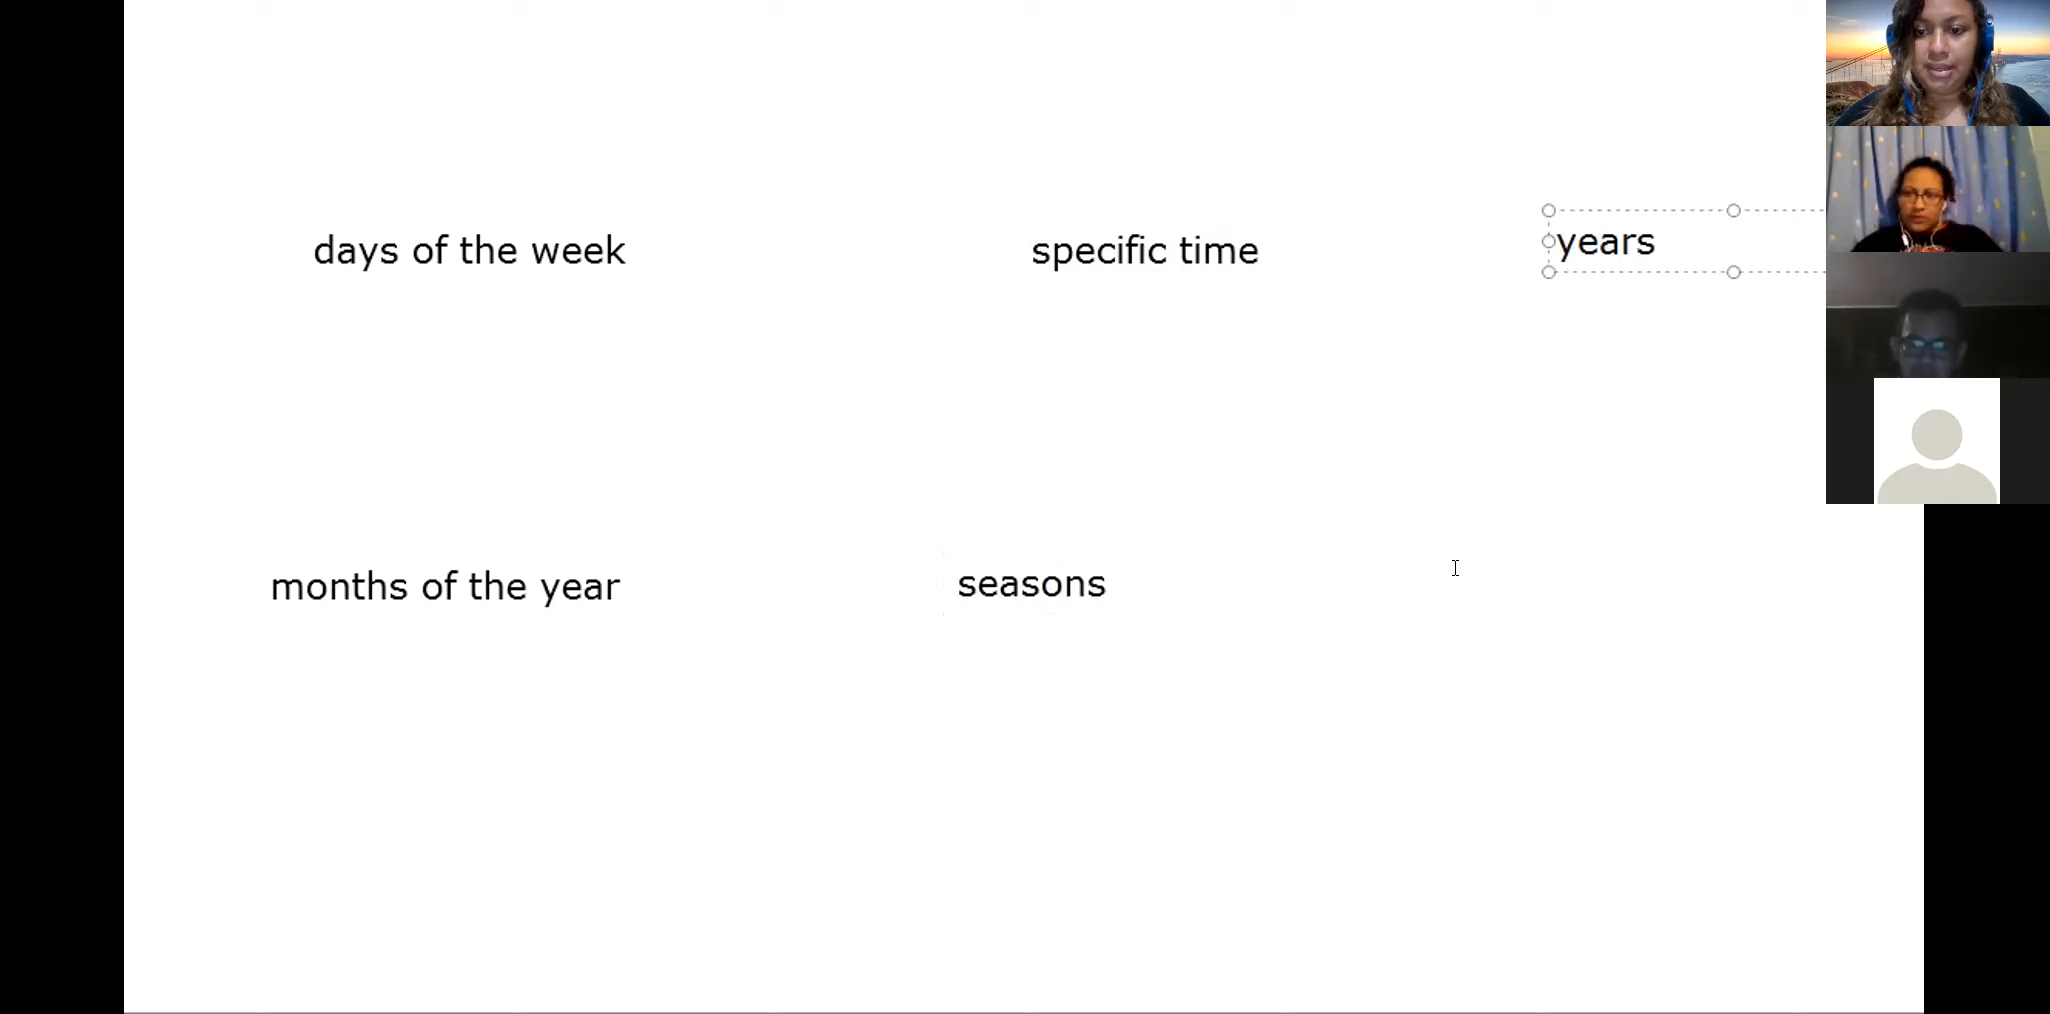 days of the week
specific time
years
months of the year
seasons